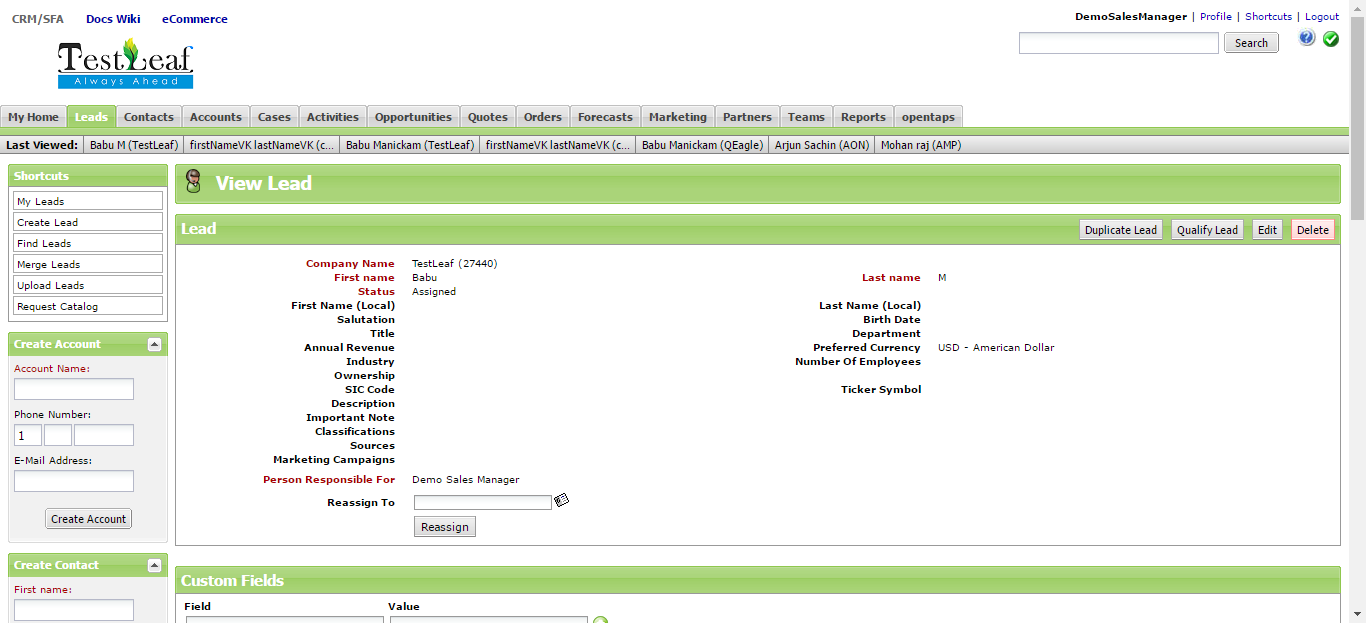 CRM/SFA Docs Wiki eCommerce
DemoSalesManager | Profile | Shortcuts | Logout
TestLeaf
Always Ahead
Search
My Home Leads Contacts Accounts Cases Activities Opportunities Quotes Orders Forecasts Marketing Partners Teams Reports opentaps
Last Viewed: Babu M (TestLeaf) firstNameVK lastNameVK (c... Babu Manickam (TestLeaf) firstNameVK lastNameVK (c... Babu Manickam (QEagle) Arjun Sachin (AON) Mohan raj (AMP)
Shortcuts
My Leads
Create Lead
Find Leads
Merge Leads
Upload Leads
Request Catalog
Create Account
Account Name:
Phone Number:
1
E-Mail Address:
Create Account
Create Contact
First name:
View Lead
Lead Duplicate Lead Qualify Lead Edit Delete
Company Name TestLeaf (27440)
First name Babu Last name M
Status Assigned
First Name (Local) Last Name (Local)
Salutation Birth Date
Title Department
Annual Revenue Preferred Currency USD - American Dollar
Industry Number Of Employees
Ownership
SIC Code Ticker Symbol
Description
Important Note
Classifications
Sources
Marketing Campaigns
Person Responsible For Demo Sales Manager
Reassign To
Reassign
Custom Fields
Field Value